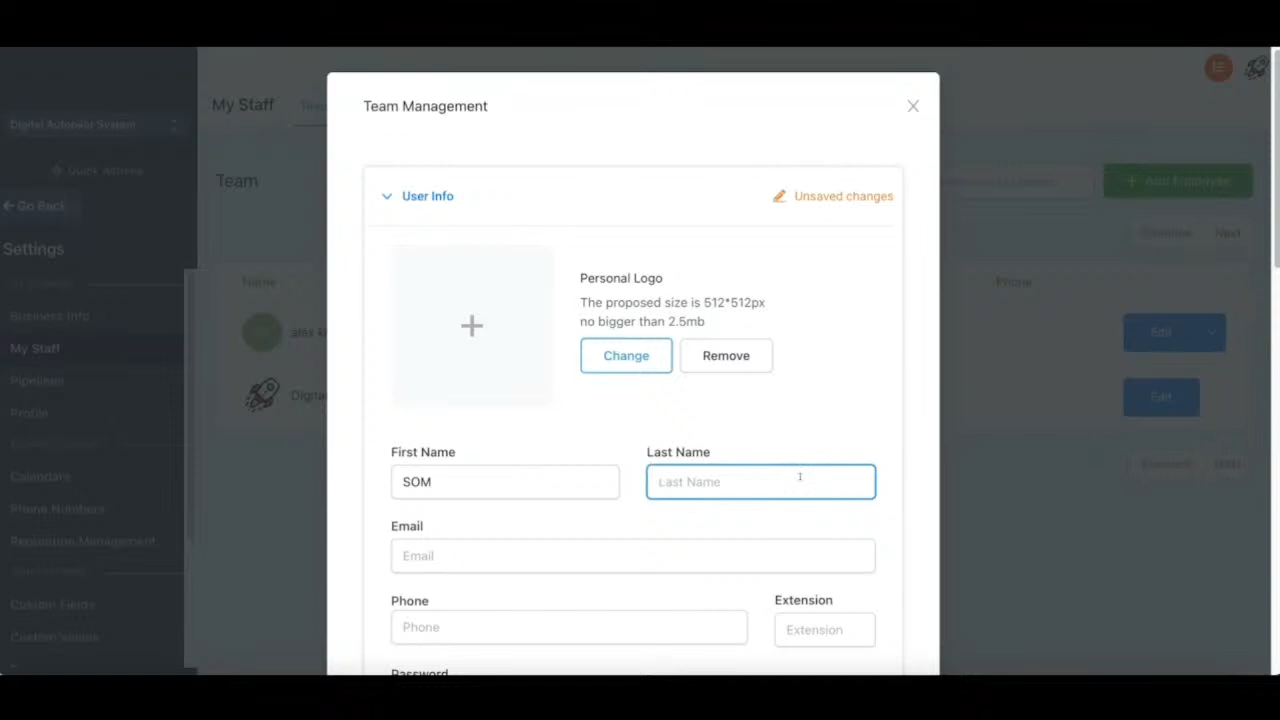 Team Management
My Staff
Digital Autopilot System
Quick Actions
Team
+ Add Employee
User Info
Unsaved changes
Go Back
Next
Settings
Personal Logo
Name
Phone
The proposed size is 512*512px
no bigger than 2.5mb
Business Info
alex
Edit
My Staff
Change
Remove
Pipelines
Edit
Profile
First Name
Last Name
Calendars
SOM
Last Name
Phone Numbers
Email
Reputation Management
Email
Phone
Extension
Custom Fields
Phone
Extension
Custom Values
Password